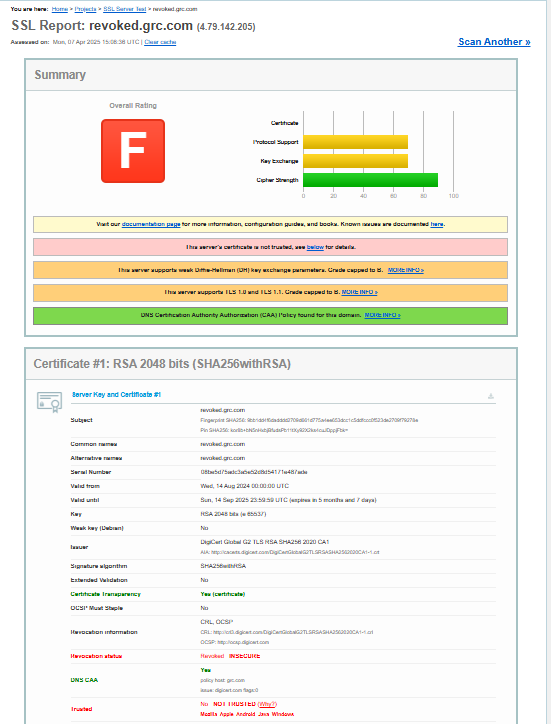 You are here: Home > Projects > SSL Server Test > revoked.grc.com
SSL Report: revoked.grc.com (4.79.142.205)
Assessed on: Mon, 07 Apr 2025 15:08:36 UTC | Clear cache
Scan Another »
Summary
Overall Rating
F
Certificate
Protocol Support
Key Exchange
Cipher Strength
0 20 40 60 80 100
Visit our documentation page for more information, configuration guides, and books. Known issues are documented here.
This server's certificate is not trusted, see below for details.
This server supports weak Diffie-Hellman (DH) key exchange parameters. Grade capped to B. MORE INFO »
This server supports TLS 1.0 and TLS 1.1. Grade capped to B. MORE INFO »
DNS Certification Authority Authorization (CAA) Policy found for this domain. MORE INFO »
Certificate #1: RSA 2048 bits (SHA256withRSA)
Server Key and Certificate #1
Subject
revoked.grc.com
Fingerprint SHA256:
Pin SHA256:
Common names revoked.grc.com
Alternative names revoked.grc.com
Serial Number
Valid from Wed, 14 Aug 2024 00:00:00 UTC
Valid until Sun, 14 Sep 2025 23:59:59 UTC (expires in 5 months and 7 days)
Key RSA 2048 bits (e 65537)
Weak key (Debian) No
Issuer
DigiCert Global G2 TLS RSA SHA256 2020 CA1
AIA: http://cacerts.digicert.com/DigiCertGlobalG2TLSRSASHA2562020CA1-1.crt
Signature algorithm SHA256withRSA
Extended Validation No
Certificate Transparency Yes (certificate)
OCSP Must Staple No
Revocation information
CRL, OCSP
CRL: http://crl3.digicert.com/DigiCertGlobalG2TLSRSASHA2562020CA1-1.crl
OCSP: http://ocsp.digicert.com
Revocation status Revoked INSECURE
DNS CAA
Yes
policy host: grc.com
issue: digicert.com flags:0
Trusted
No NOT TRUSTED (Why?)
Mozilla Apple Android Java Windows